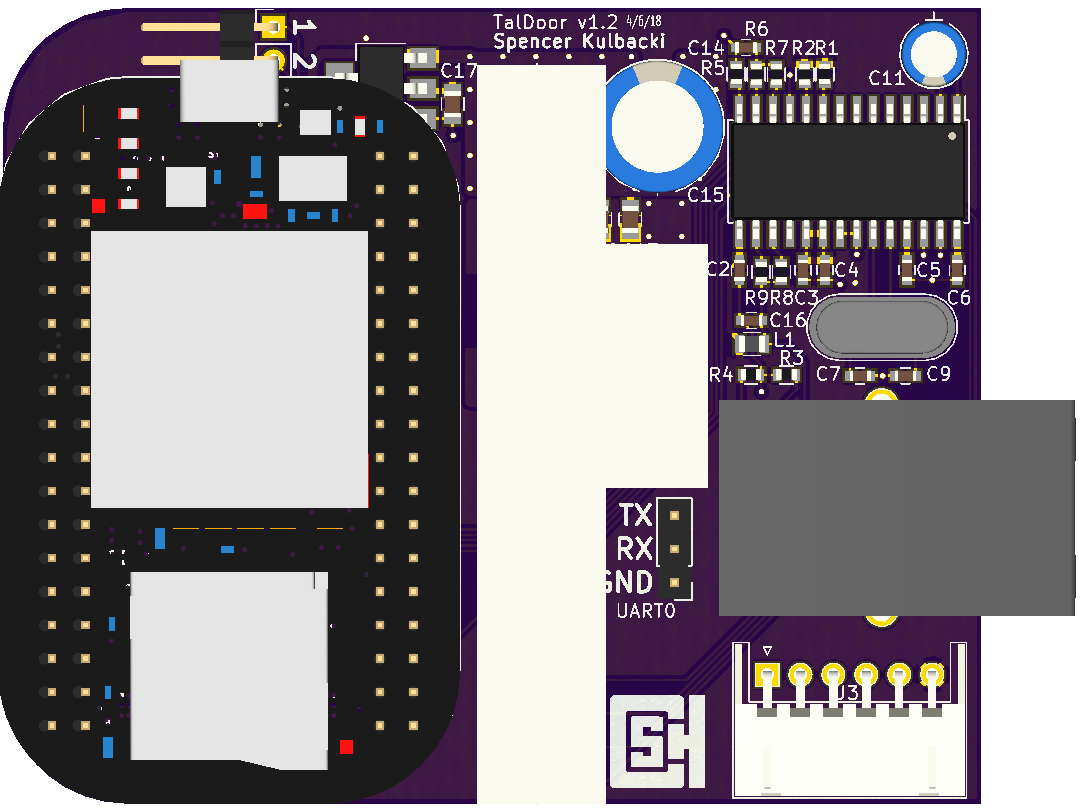 TalDoor v1.2 4/6/18
Spencer Kulbacki
1
2
C17
R6
C14
R7
R2
R1
R5
C11
C15
C2
C4
C5
R9
R8
C3
C6
C16
L1
R3
R4
C7
C9
TX
RX
GND
UART0
J3